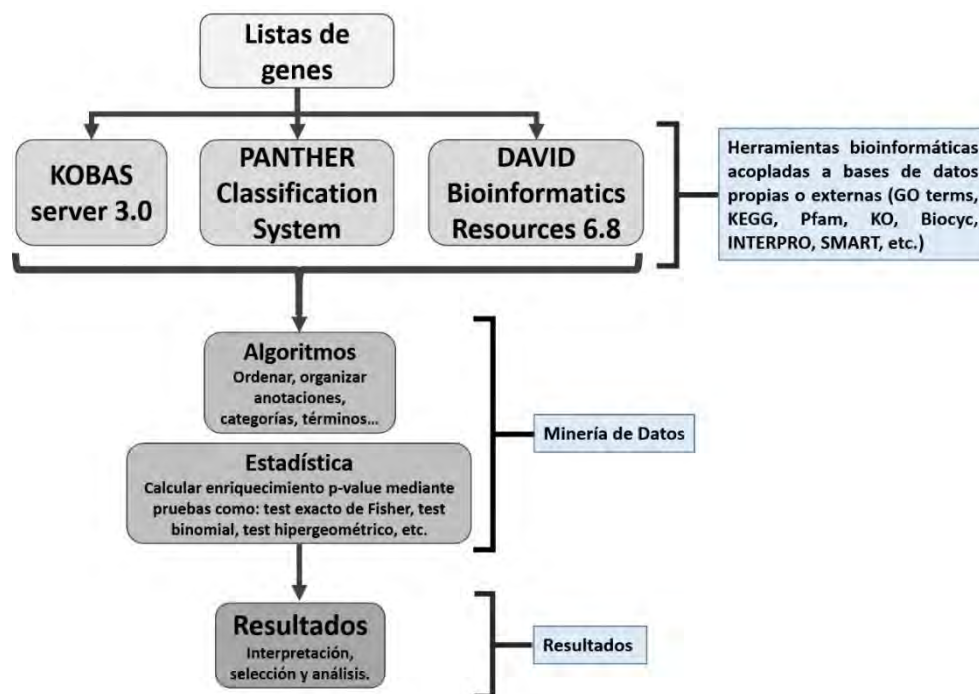 Listas de
genes
KOBAS
server 3.0
PANTHER
Classification
System
DAVID
Bioinformatics
Resources 6.8
Herramientas bioinformáticas
acopladas a bases de datos
propias o externas (GO terms,
KEGG, Pfam, KO, Biocyc,
INTERPRO, SMART, etc.)
Algoritmos
Ordenar, organizar
anotaciones,
categorías, términos...
Minería de Datos
Estadística
Calcular enriquecimiento p-value mediante
pruebas como: test exacto de Fisher, test
binomial, test hipergeométrico, etc.
Resultados
Interpretación,
selección y análisis.
Resultados